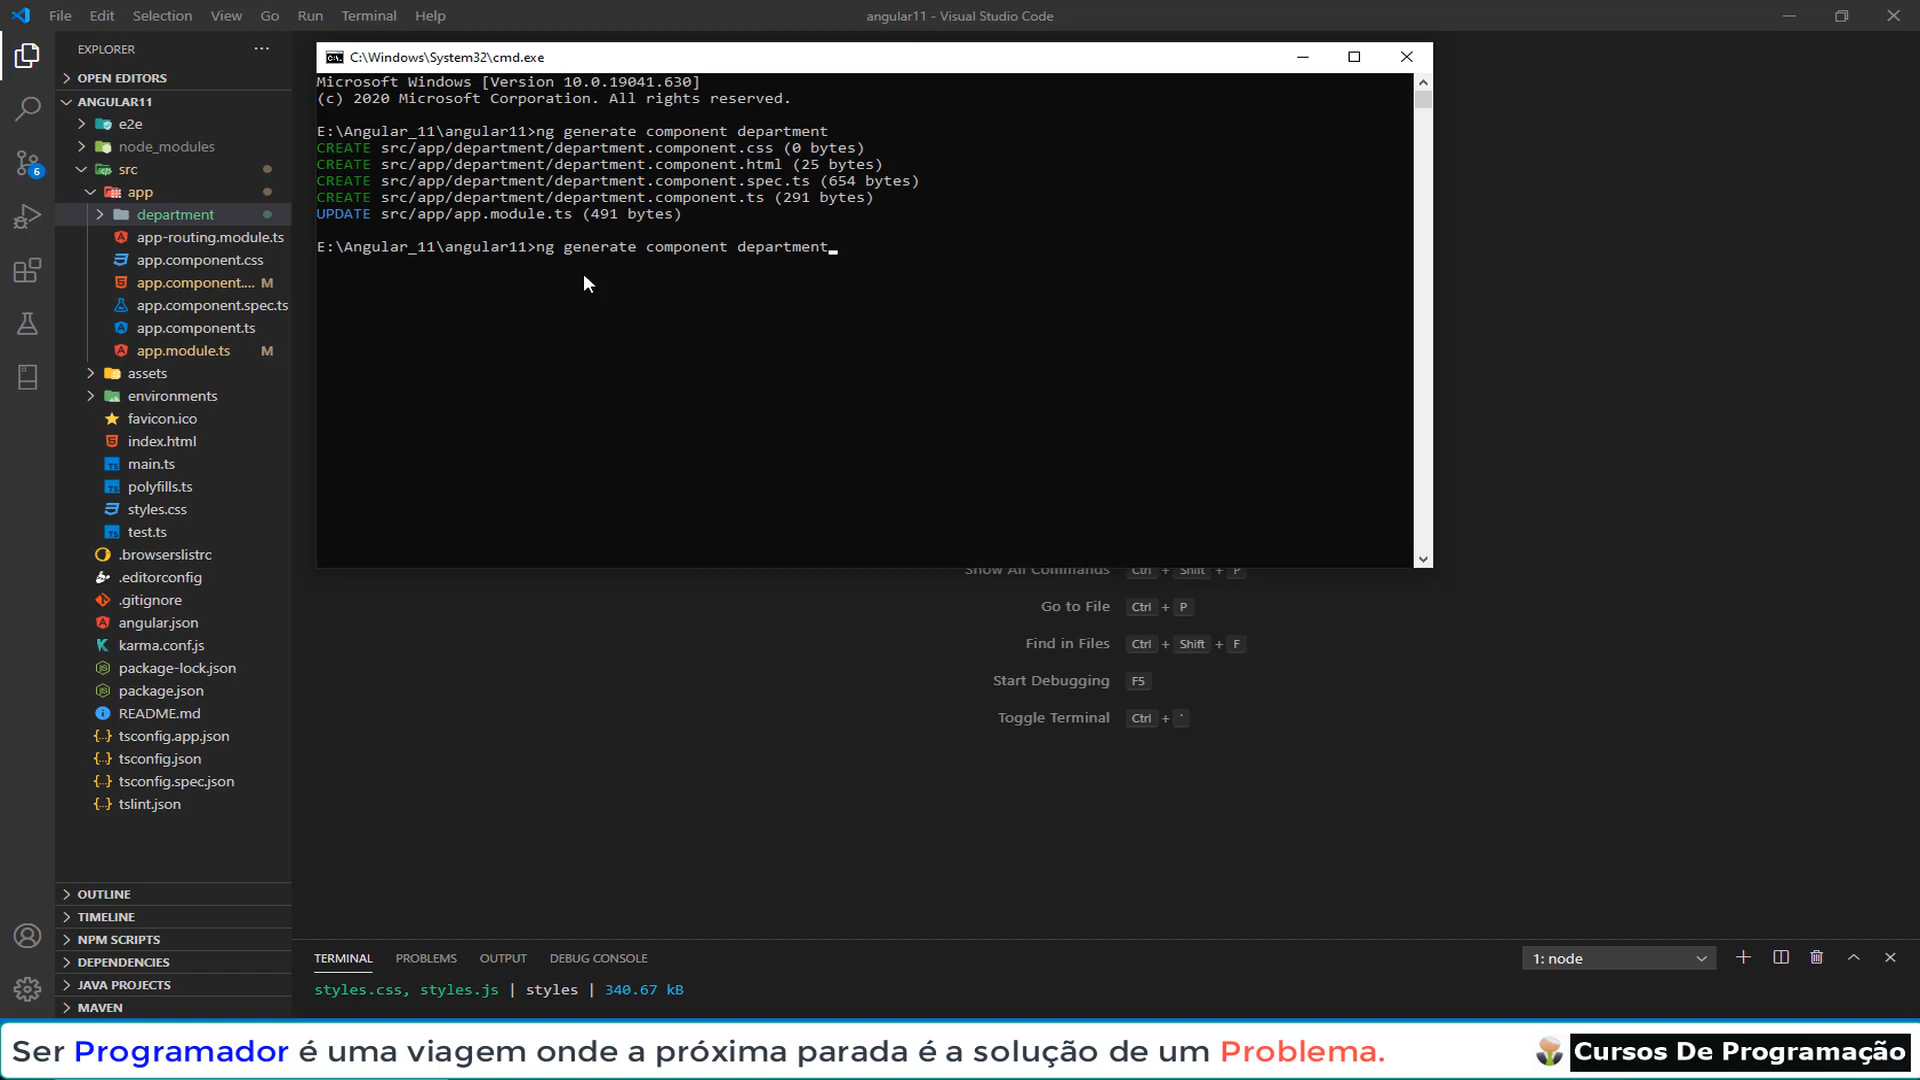 File Edit Selection View Go Run Terminal Help
angular11 - Visual Studio Code
EXPLORER
OPEN EDITORS
ANGULAR11
e2e
node_modules
src
app
department
app-routing.module.ts
app.component.css
app.component.... M
app.component.spec.ts
app.component.ts
app.module.ts M
assets
environments
favicon.ico
index.html
main.ts
polyfills.ts
styles.css
test.ts
.browserslistrc
.editorconfig
.gitignore
angular.json
karma.conf.js
package-lock.json
package.json
README.md
tsconfig.app.json
tsconfig.json
tsconfig.spec.json
tslint.json
OUTLINE
TIMELINE
NPM SCRIPTS
DEPENDENCIES
JAVA PROJECTS
MAVEN
6
C:\Windows\System32\cmd.exe
Microsoft Windows [Version 10.0.19041.630]
(c) 2020 Microsoft Corporation. All rights reserved.
E:\Angular_11\angular11>ng generate component department
CREATE src/app/department/department.component.css (0 bytes)
CREATE src/app/department/department.component.html (25 bytes)
CREATE src/app/department/department.component.spec.ts (654 bytes)
CREATE src/app/department/department.component.ts (291 bytes)
UPDATE src/app/app.module.ts (491 bytes)
E:\Angular_11\angular11>ng generate component department_
Show All Commands Ctrl + Shift + P
Go to File Ctrl + P
Find in Files Ctrl + Shift + F
Start Debugging F5
Toggle Terminal Ctrl + `
TERMINAL PROBLEMS OUTPUT DEBUG CONSOLE
1: node
styles.css, styles.js | styles | 340.67 kB
Ser Programador é uma viagem onde a próxima parada é a solução de um Problema.
Cursos De Programação